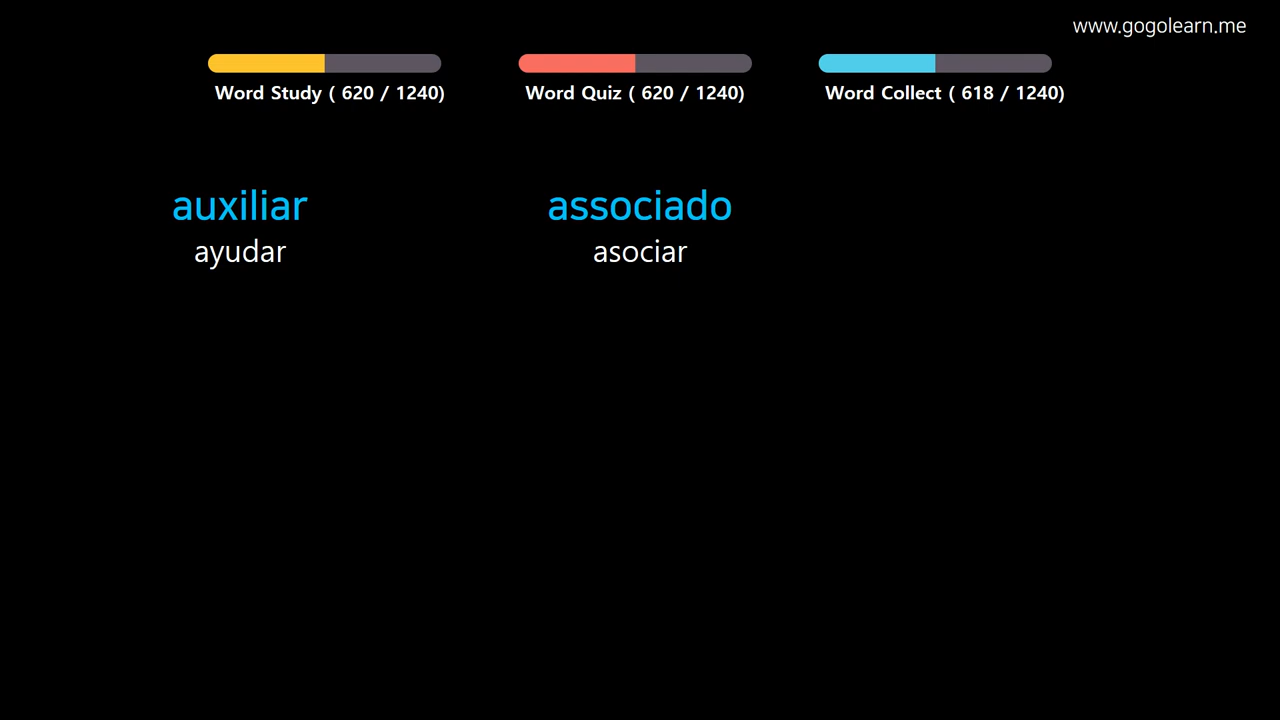 www.gogolearn.me
Word Study ( 620 / 1240)
Word Quiz ( 620 / 1240)
Word Collect ( 618 / 1240)
auxiliar
ayudar
associado
asociar